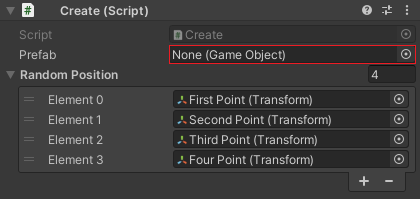 Create (Script)
Script Create
Prefab None (Game Object)
Random Position 4
Element 0 First Point (Transform)
Element 1 Second Point (Transform)
Element 2 Third Point (Transform)
Element 3 Four Point (Transform)